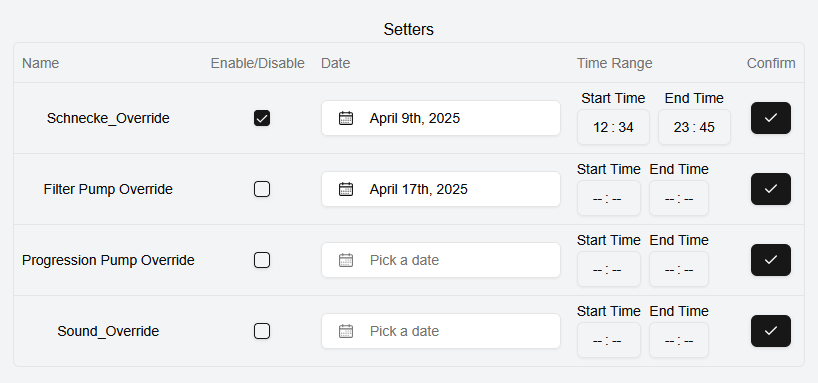 Setters
Name Enable/Disable Date Time Range Confirm
Start Time End Time
Schnecke_Override April 9th, 2025 12 : 34 23 : 45
Start Time End Time
Filter Pump Override April 17th, 2025 -- : -- -- : --
Start Time End Time
Progression Pump Override Pick a date -- : -- -- : --
Start Time End Time
Sound_Override Pick a date -- : -- -- : --